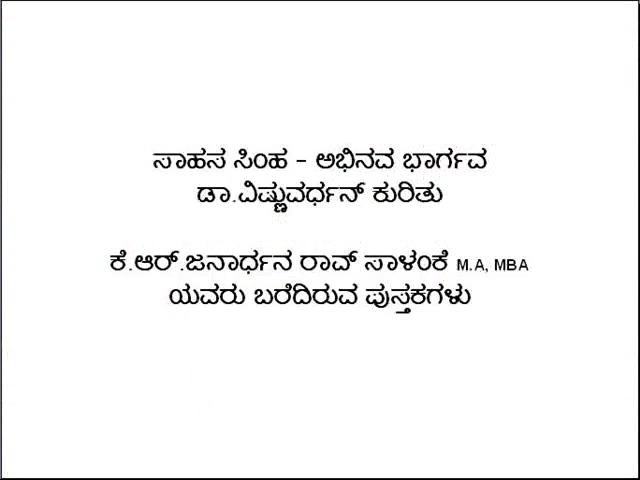 ಸಾಹಸ ಸಿಂಹ - ಅಭಿನವ ಭಾರ್ಗವ
ಡಾ.ವಿಷ್ಣುವರ್ಧನ್ ಕುರಿತು
ಕೆ.ಆರ್.ಜನಾರ್ಧನ ರಾವ್ ಸಾಳಂಕೆ M.A, MBA
ಯವರು ಬರೆದಿರುವ ಪುಸ್ತಕಗಳು